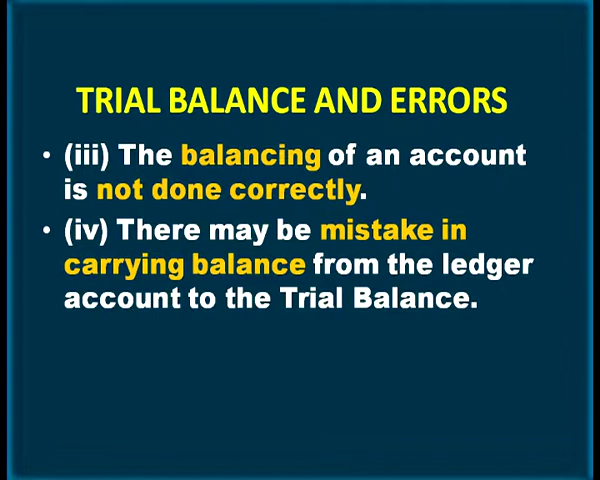 TRIAL BALANCE AND ERRORS
• (iii) The balancing of an account
is not done correctly.
• (iv) There may be mistake in
carrying balance from the ledger
account to the Trial Balance.